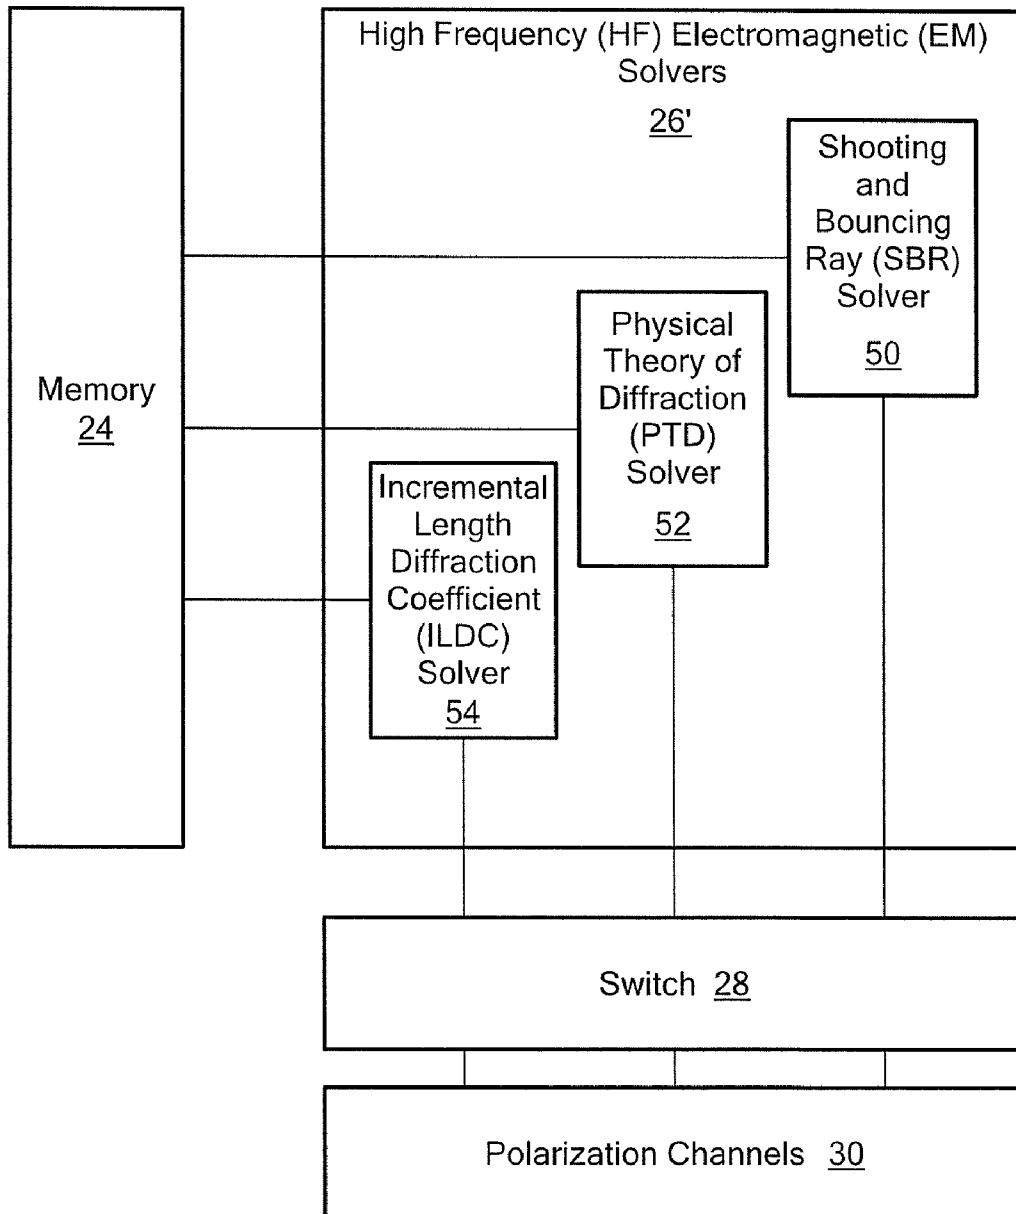 High Frequency (HF) Electromagnetic (EM)
Solvers
26'
Shooting
and
Bouncing
Ray (SBR)
Solver
50
Physical
Theory of
Diffraction
(PTD)
Solver
52
Memory
24
Incremental
Length
Diffraction
Coefficient
(ILDC)
Solver
54
Switch 28
Polarization Channels 30